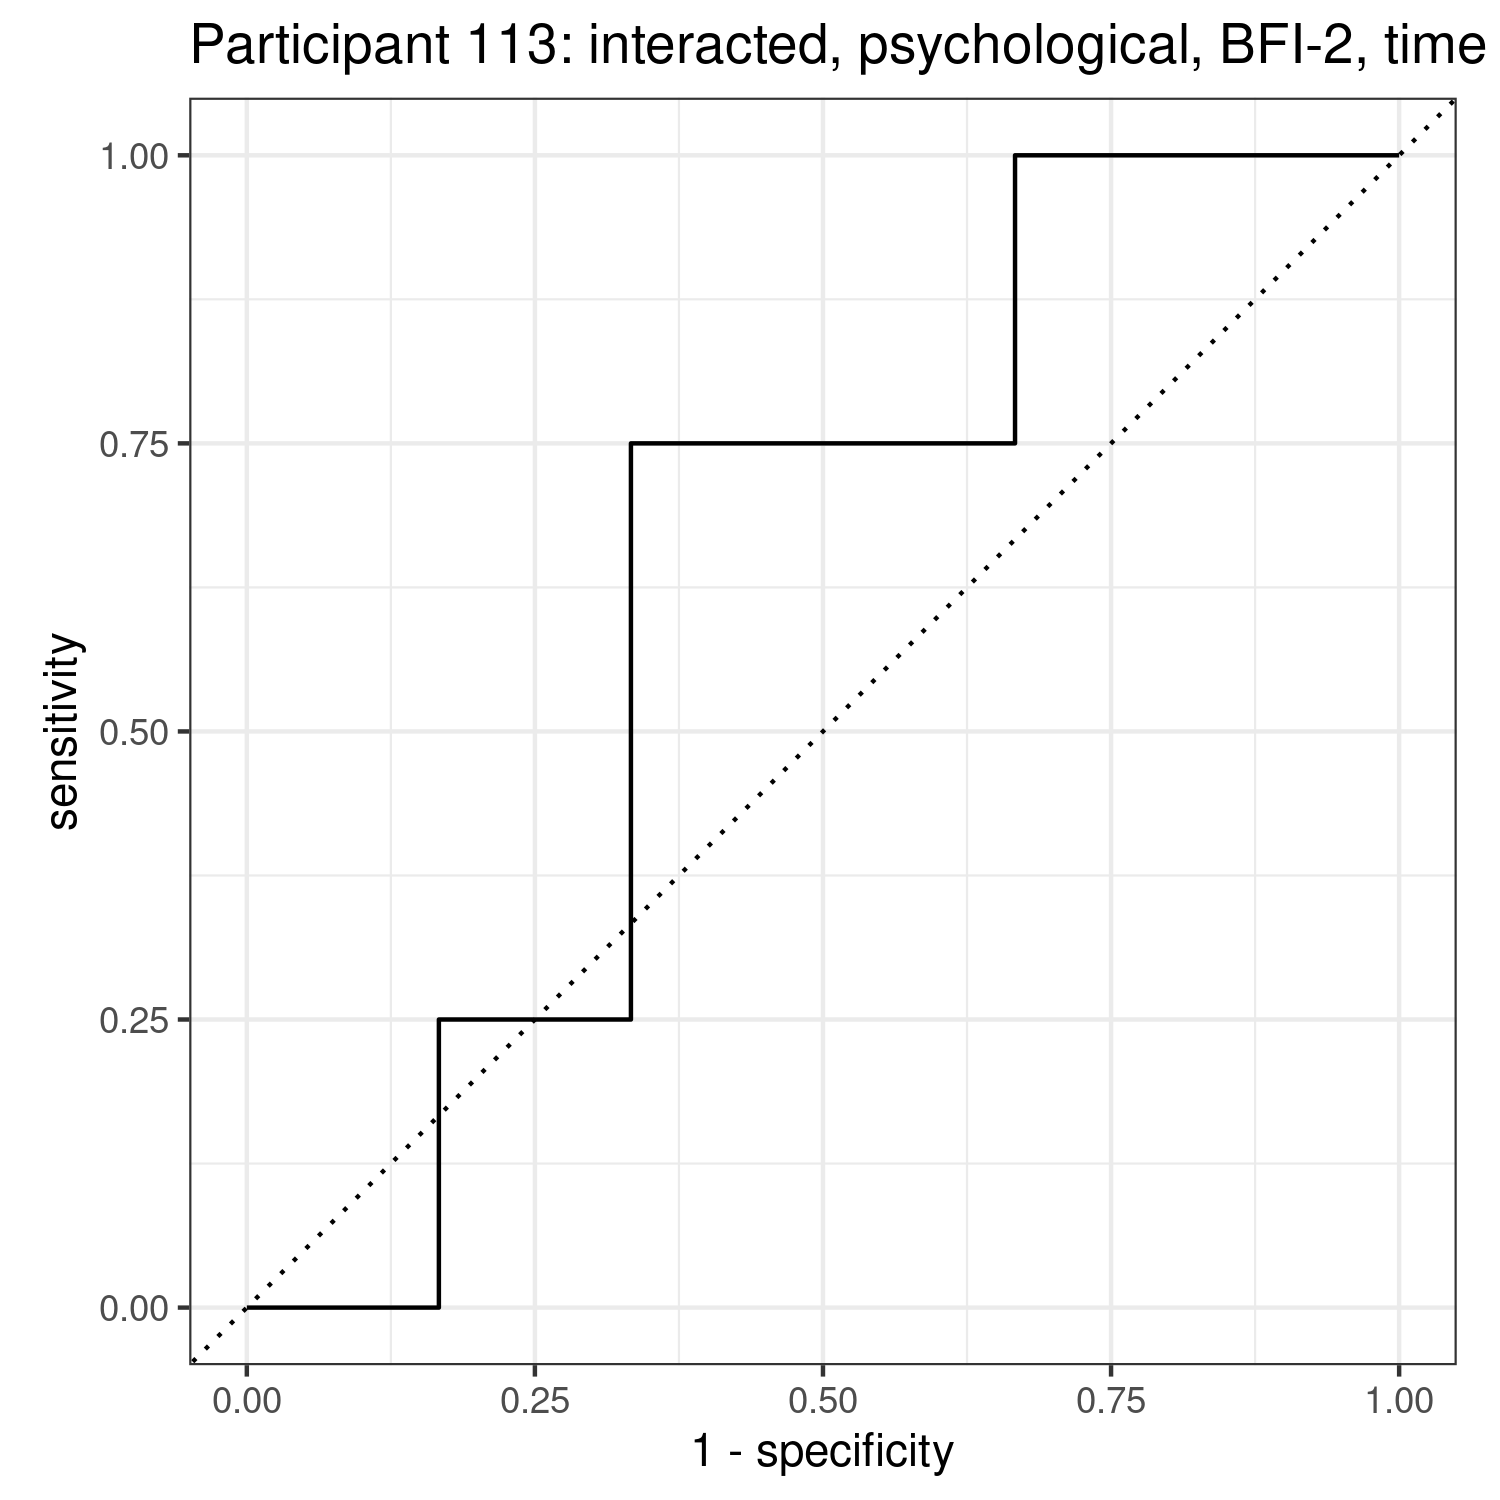 Participant 113: interacted, psychological, BFI-2, time
1.00
0.75
0.50
0.25
0.00
sensitivity
0.00 0.25 0.50 0.75 1.00
1 - specificity